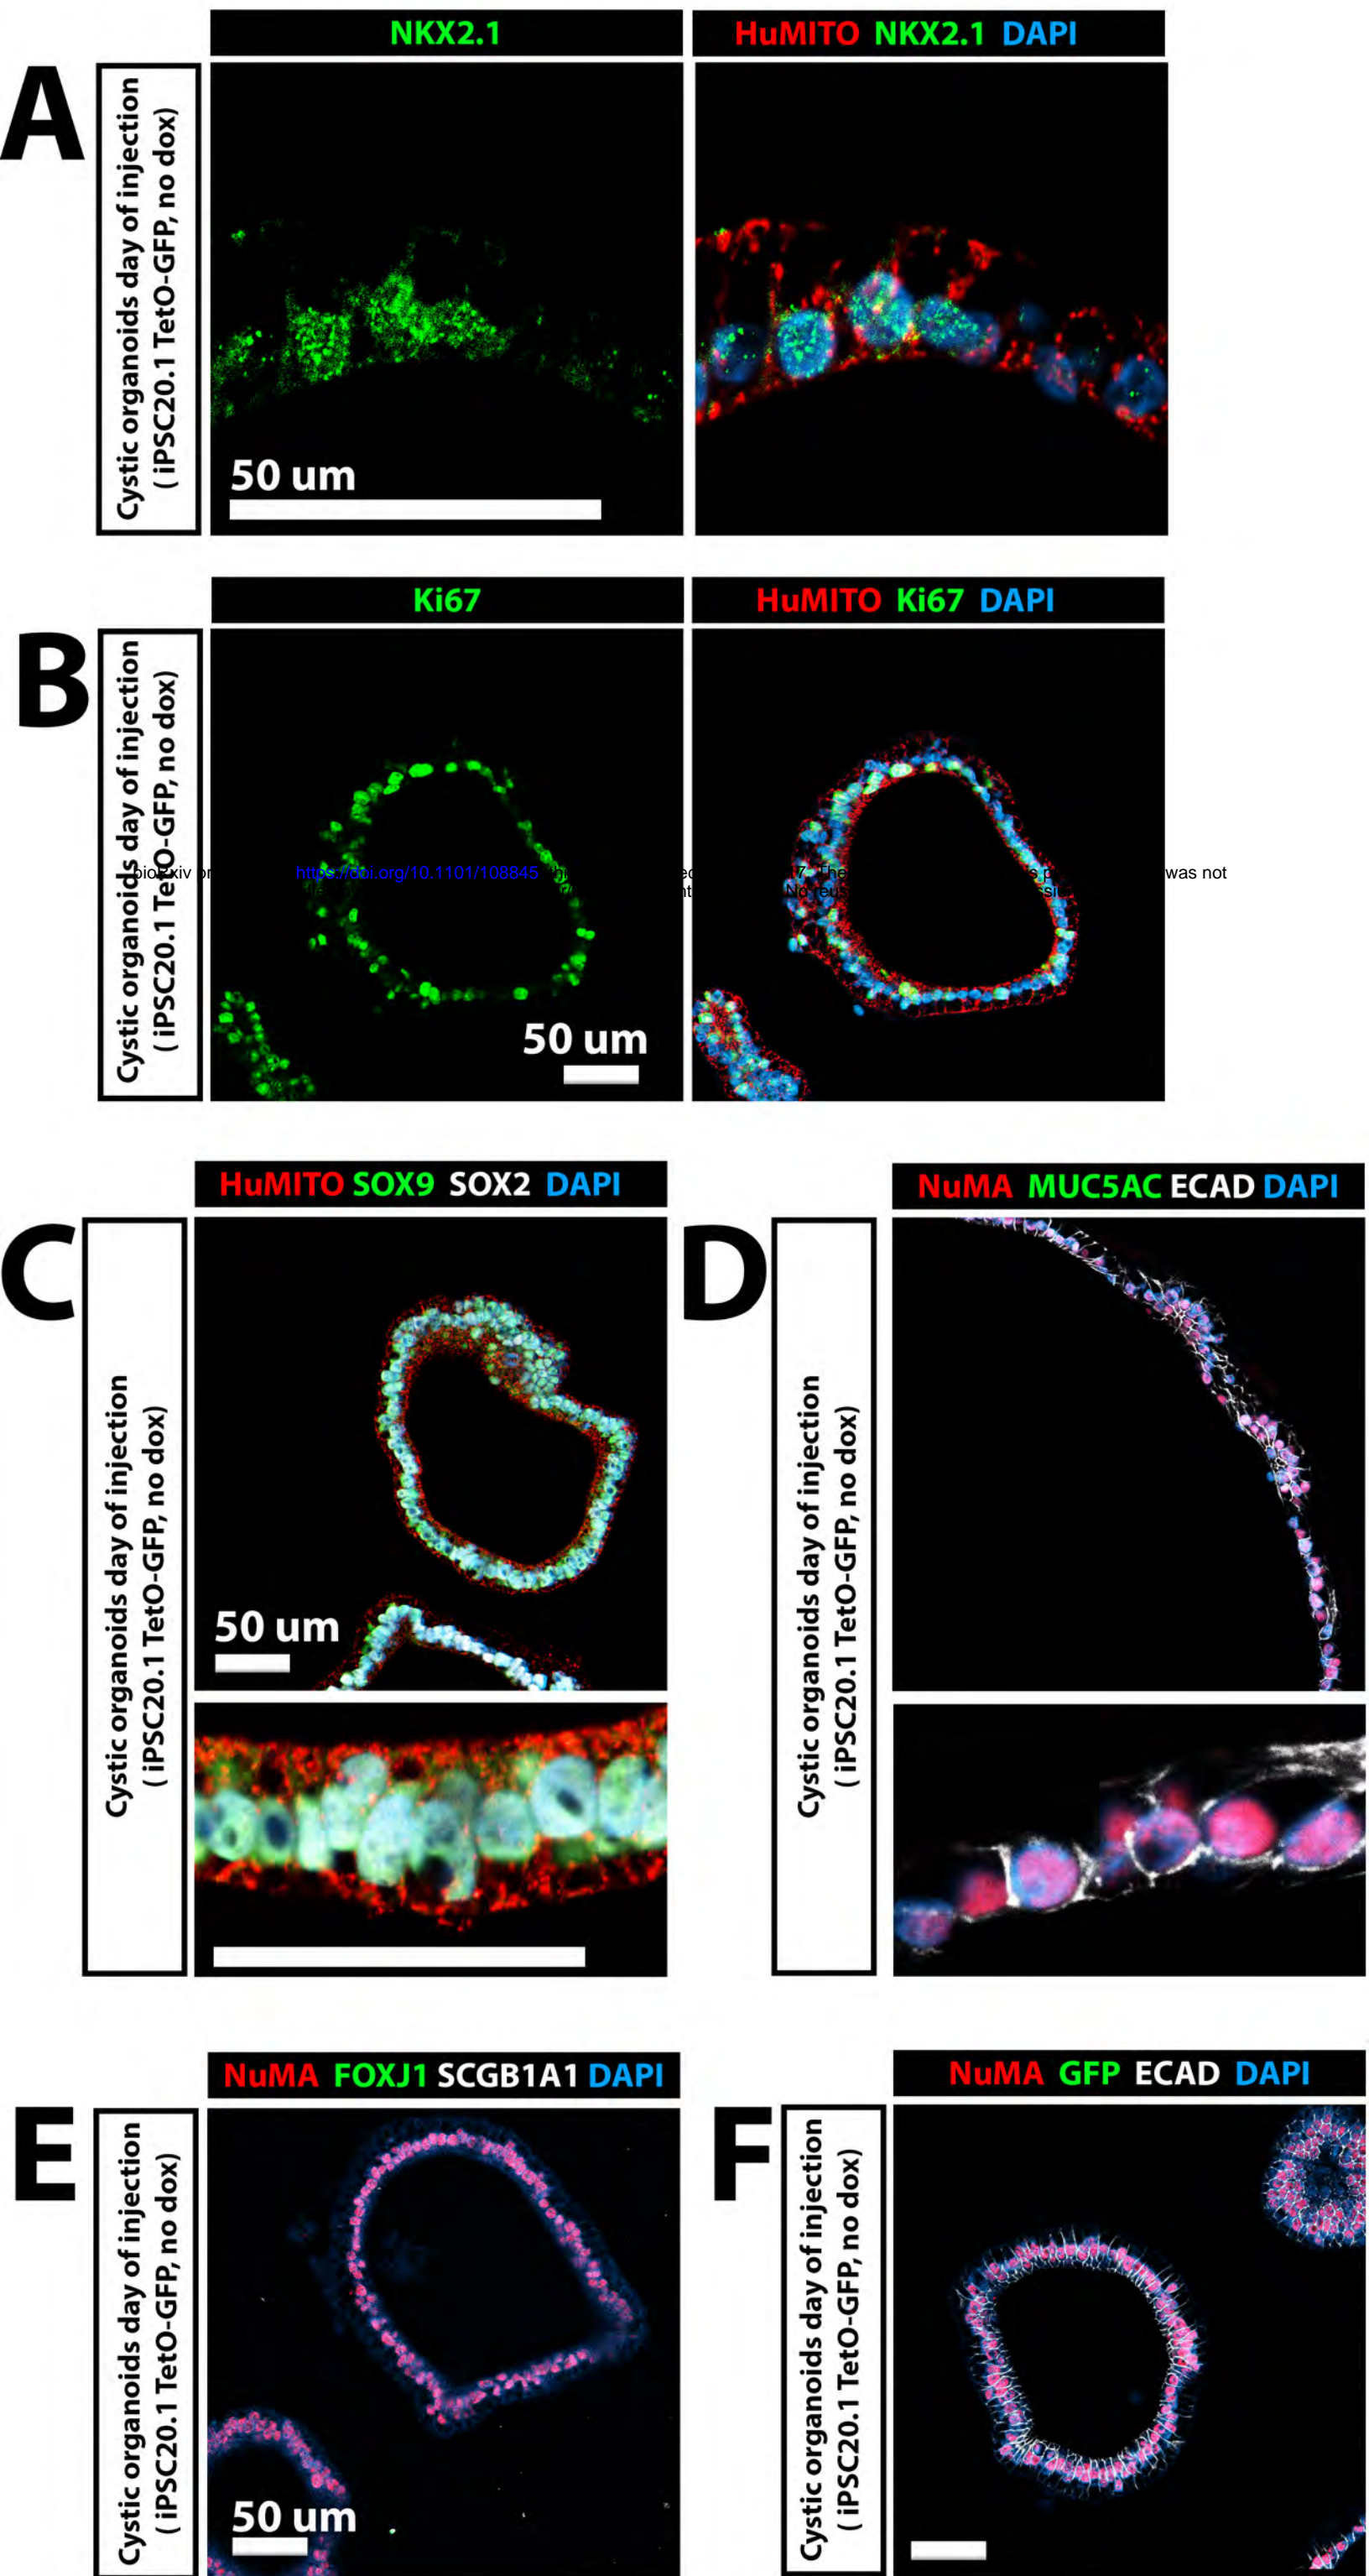 NKX2.1
HuMITO NKX2.1 DAPI
A
Cystic organoids day of injection
( iPSC20.1 TetO-GFP, no dox)
50 um
Ki67
HuMITO Ki67 DAPI
B
Cystic organoids day of injection
( iPSC20.1 TetO-GFP, no dox)
https://doi.org/10.1101/108845
was not
50 um
HuMITO SOX9 SOX2 DAPI
C
Cystic organoids day of injection
( iPSC20.1 TetO-GFP, no dox)
50 um
NuMA MUC5AC ECAD DAPI
D
Cystic organoids day of injection
( iPSC20.1 TetO-GFP, no dox)
NuMA FOXJ1 SCGB1A1 DAPI
E
Cystic organoids day of injection
( iPSC20.1 TetO-GFP, no dox)
50 um
NuMA GFP ECAD DAPI
F
Cystic organoids day of injection
( iPSC20.1 TetO-GFP, no dox)